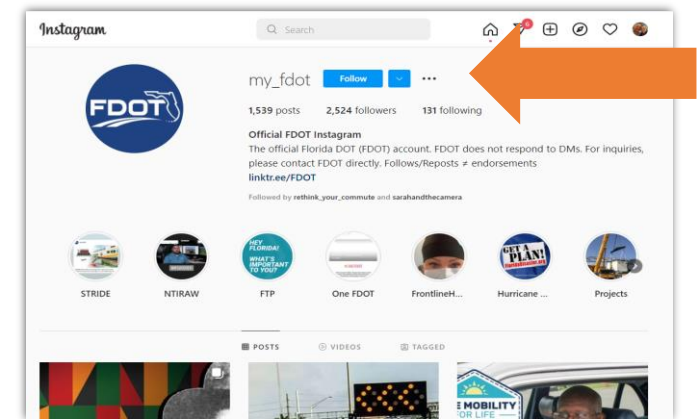 Instagram
Search
6
FDOT
my_fdot Follow
1,539 posts 2,524 followers 131 following
Official FDOT Instagram
The official Florida DOT (FDOT) account. FDOT does not respond to DMs. For inquiries,
please contact FDOT directly. Follows/Reposts ≠ endorsements
linktr.ee/FDOT
Followed by rethink_your_commute and sarahandthecamera
HEY
FLORIDA!
WHAT'S
IMPORTANT
TO YOU?
GET A
PLAN!
STRIDE NTIRAW FTP One FDOT FrontlineH... Hurricane ... Projects
POSTS VIDEOS TAGGED
MOBILITY
FOR LIFE